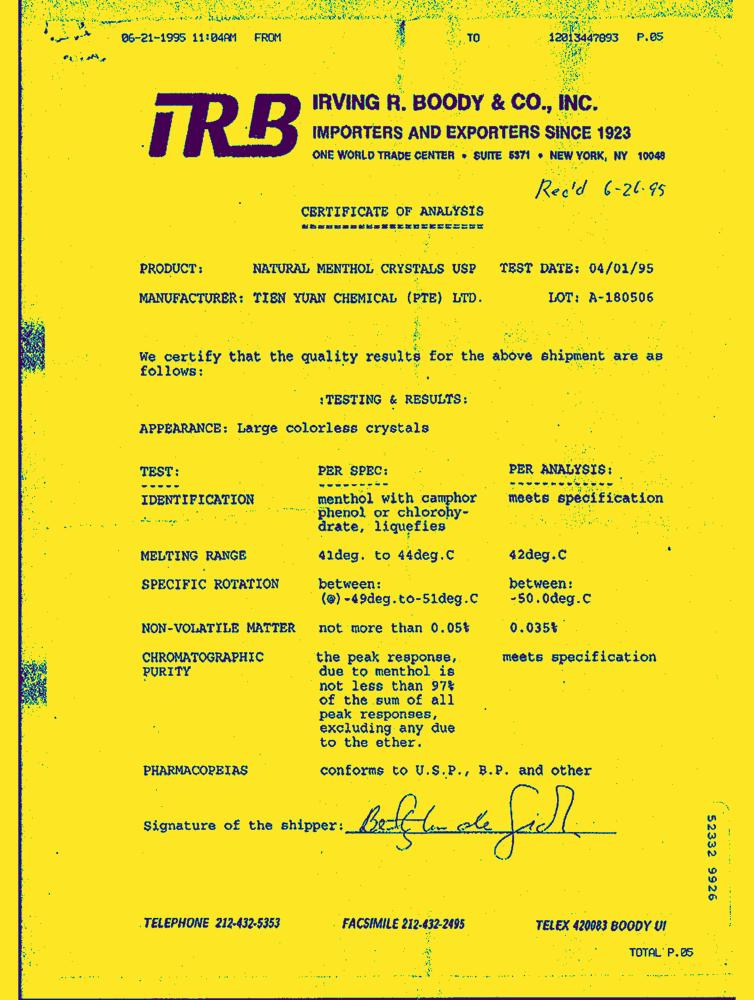 06-21-1995 11:04AM FROM TO 12013447893 P.05
IRB IRVING R. BOODY & CO., INC.
IMPORTERS AND EXPORTERS SINCE 1923
ONE WORLD TRADE CENTER • SUITE 5371 • NEW YORK, NY 10048
Rec'd 6-26-95
CERTIFICATE OF ANALYSIS
==========================
PRODUCT: NATURAL MENTHOL CRYSTALS USP TEST DATE: 04/01/95
MANUFACTURER: TIEN YUAN CHEMICAL (PTE) LTD. LOT: A-180506
We certify that the quality results for the above shipment are as
follows:
:TESTING & RESULTS:
APPEARANCE: Large colorless crystals
TEST: PER SPEC: PER ANALYSIS:
----- --------- -------------
IDENTIFICATION menthol with camphor meets specification
phenol or chlorohy-
drate, liquefies
MELTING RANGE 41deg. to 44deg.C 42deg.C
SPECIFIC ROTATION between: between:
(@)-49deg.to-51deg.C -50.0deg.C
NON-VOLATILE MATTER not more than 0.05% 0.035%
CHROMATOGRAPHIC the peak response, meets specification
PURITY due to menthol is
not less than 97%
of the sum of all
peak responses,
excluding any due
to the ether.
PHARMACOPEIAS conforms to U.S.P., B.P. and other
Signature of the shipper:
52332 9926
TELEPHONE 212-432-5353 FACSIMILE 212-432-2495 TELEX 420083 BOODY UI
TOTAL P.05